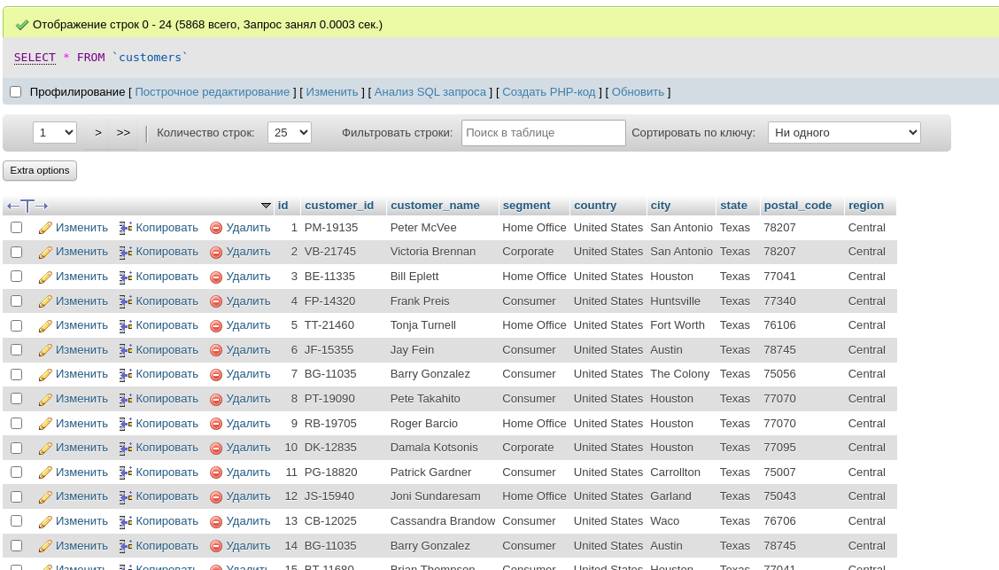 Отображение строк 0 - 24 (5868 всего, Запрос занял 0.0003 сек.)
SELECT * FROM `customers`
Профилирование [ Построчное редактирование ] [ Изменить ] [ Анализ SQL запроса ] [ Создать PHP-код ] [ Обновить ]
1 > >> Количество строк: 25 Фильтровать строки: Поиск в таблице Сортировать по ключу: Ни одного
Extra options
id customer_id customer_name segment country city state postal_code region
Изменить Копировать Удалить 1 PM-19135 Peter McVee Home Office United States San Antonio Texas 78207 Central
Изменить Копировать Удалить 2 VB-21745 Victoria Brennan Corporate United States San Antonio Texas 78207 Central
Изменить Копировать Удалить 3 BE-11335 Bill Eplett Home Office United States Houston Texas 77041 Central
Изменить Копировать Удалить 4 FP-14320 Frank Preis Consumer United States Huntsville Texas 77340 Central
Изменить Копировать Удалить 5 TT-21460 Tonja Turnell Home Office United States Fort Worth Texas 76106 Central
Изменить Копировать Удалить 6 JF-15355 Jay Fein Consumer United States Austin Texas 78745 Central
Изменить Копировать Удалить 7 BG-11035 Barry Gonzalez Consumer United States The Colony Texas 75056 Central
Изменить Копировать Удалить 8 PT-19090 Pete Takahito Consumer United States Houston Texas 77070 Central
Изменить Копировать Удалить 9 RB-19705 Roger Barcio Home Office United States Houston Texas 77070 Central
Изменить Копировать Удалить 10 DK-12835 Damala Kotsonis Corporate United States Houston Texas 77095 Central
Изменить Копировать Удалить 11 PG-18820 Patrick Gardner Consumer United States Carrollton Texas 75007 Central
Изменить Копировать Удалить 12 JS-15940 Joni Sundaresam Home Office United States Garland Texas 75043 Central
Изменить Копировать Удалить 13 CB-12025 Cassandra Brandow Consumer United States Waco Texas 76706 Central
Изменить Копировать Удалить 14 BG-11035 Barry Gonzalez Consumer United States Austin Texas 78745 Central
Изменить Копировать Удалить 15 BT-11680 Brian Thompson Consumer United States Houston Texas 77041 Central